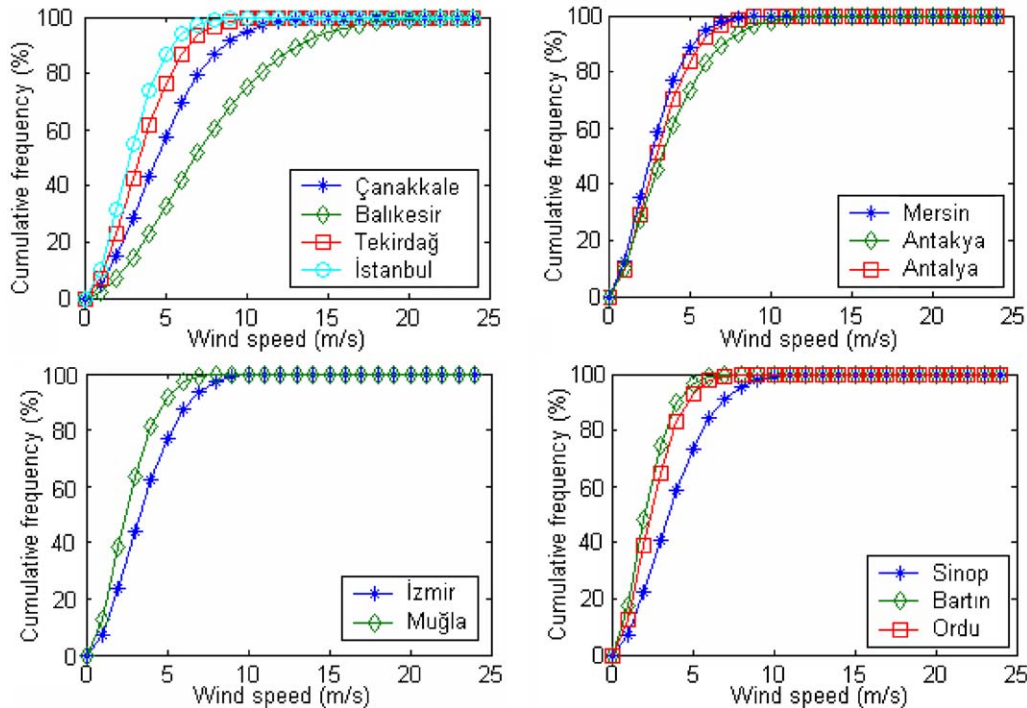 Cumulative frequency (%)
100
80
60
40
20
0
0 5 10 15 20 25
Wind speed (m/s)
Çanakkale
Balıkesir
Tekirdağ
İstanbul
Cumulative frequency (%)
100
80
60
40
20
0
0 5 10 15 20 25
Wind speed (m/s)
Mersin
Antakya
Antalya
Cumulative frequency (%)
100
80
60
40
20
0
0 5 10 15 20 25
Wind speed (m/s)
İzmir
Muğla
Cumulative frequency (%)
100
80
60
40
20
0
0 5 10 15 20 25
Wind speed (m/s)
Sinop
Bartın
Ordu